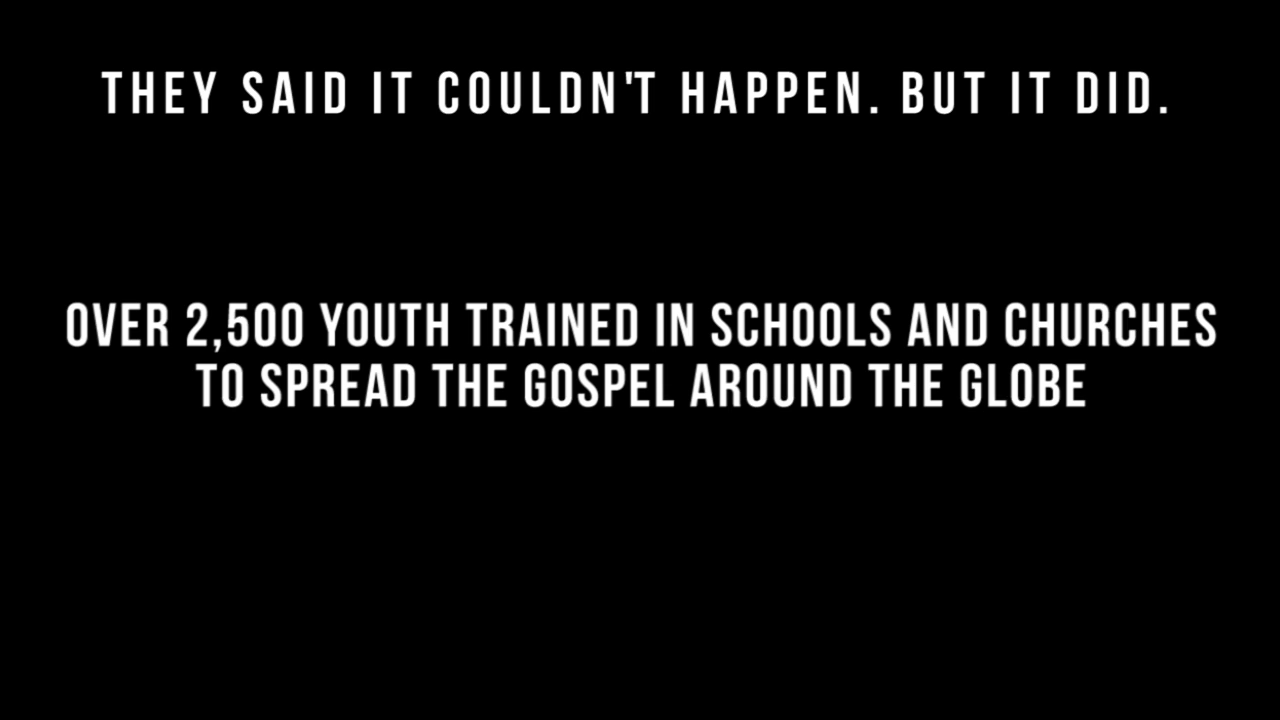 THEY SAID IT COULDN'T HAPPEN. BUT IT DID.
OVER 2,500 YOUTH TRAINED IN SCHOOLS AND CHURCHES
TO SPREAD THE GOSPEL AROUND THE GLOBE